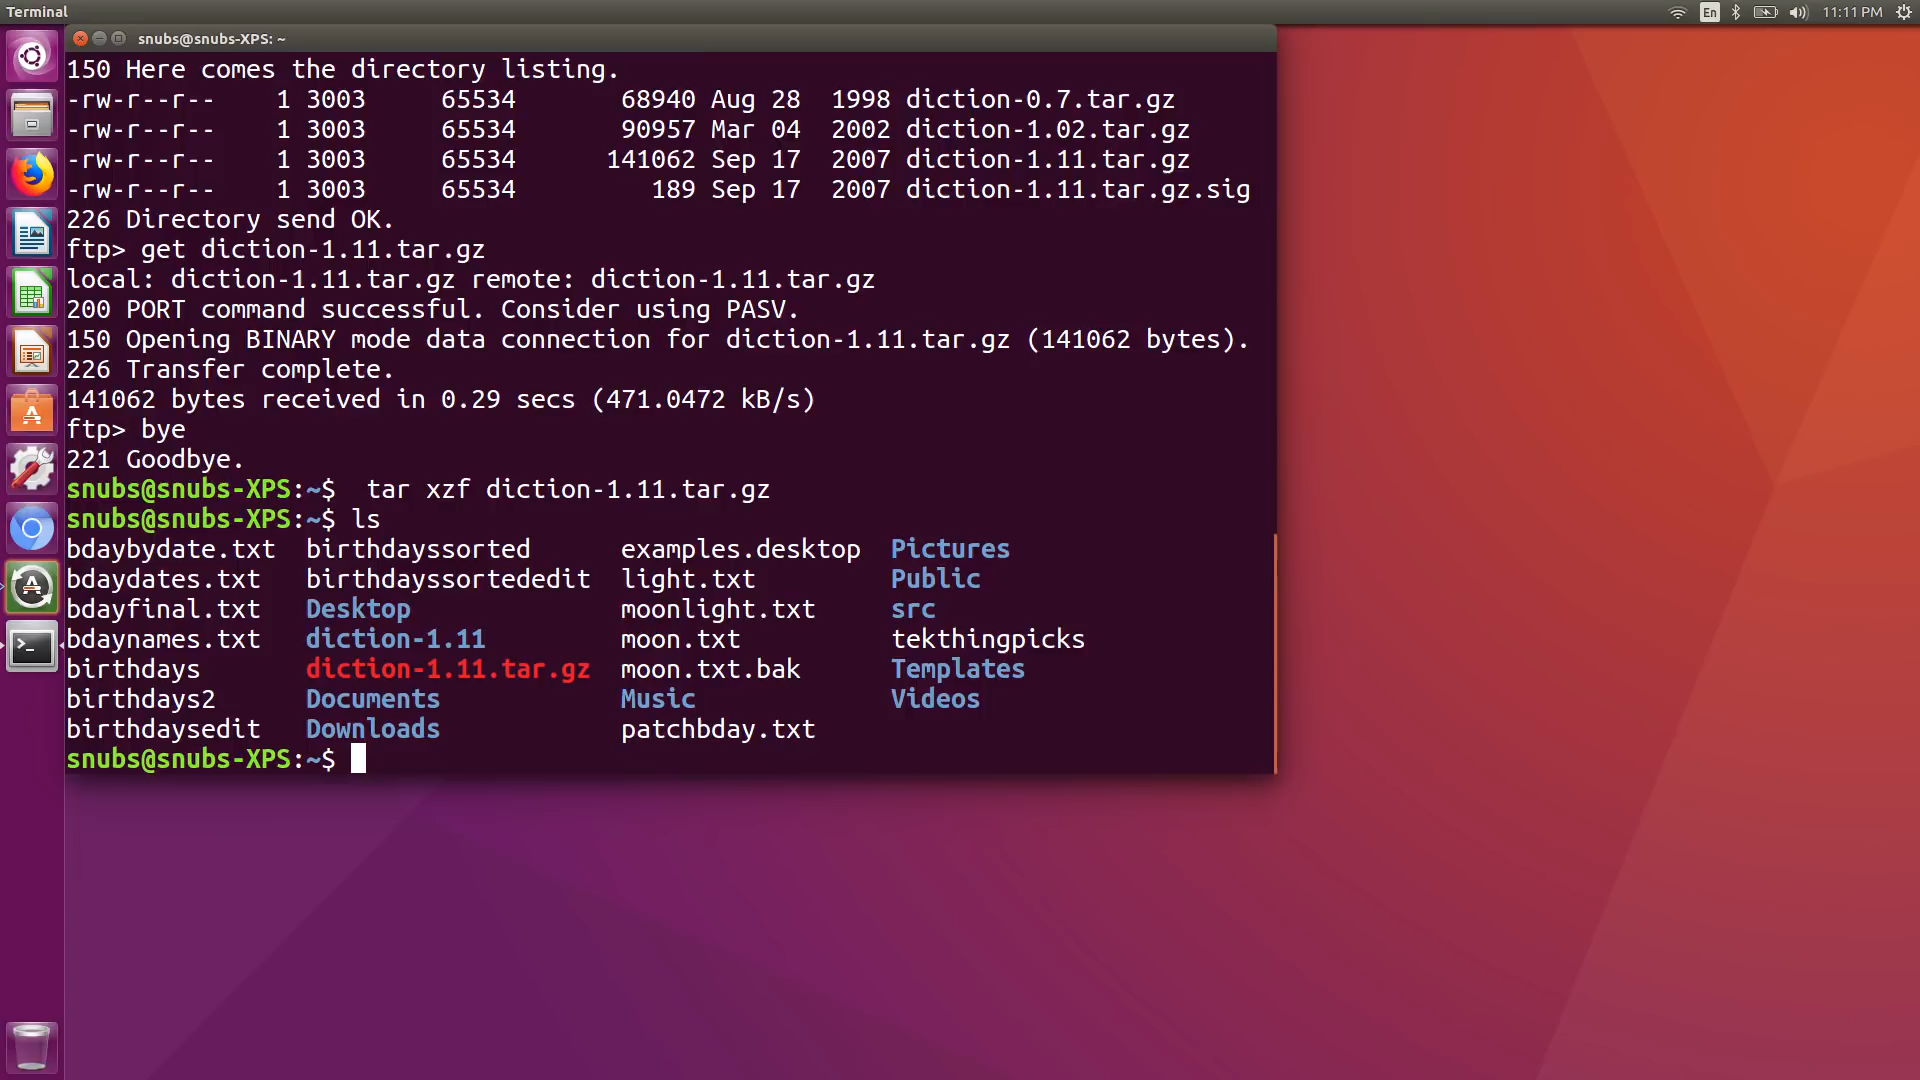 Terminal
En
11:11 PM
snubs@snubs-XPS: ~
150 Here comes the directory listing.
-rw-r--r--    1 3003     65534       68940 Aug 28  1998 diction-0.7.tar.gz
-rw-r--r--    1 3003     65534       90957 Mar 04  2002 diction-1.02.tar.gz
-rw-r--r--    1 3003     65534      141062 Sep 17  2007 diction-1.11.tar.gz
-rw-r--r--    1 3003     65534         189 Sep 17  2007 diction-1.11.tar.gz.sig
226 Directory send OK.
ftp> get diction-1.11.tar.gz
local: diction-1.11.tar.gz remote: diction-1.11.tar.gz
200 PORT command successful. Consider using PASV.
150 Opening BINARY mode data connection for diction-1.11.tar.gz (141062 bytes).
226 Transfer complete.
141062 bytes received in 0.29 secs (471.0472 kB/s)
ftp> bye
221 Goodbye.
snubs@snubs-XPS:~$  tar xzf diction-1.11.tar.gz
snubs@snubs-XPS:~$ ls
bdaybydate.txt  birthdayssorted      examples.desktop  Pictures
bdaydates.txt   birthdayssortededit  light.txt         Public
bdayfinal.txt   Desktop              moonlight.txt     src
bdaynames.txt   diction-1.11         moon.txt          tekthingpicks
birthdays       diction-1.11.tar.gz  moon.txt.bak      Templates
birthdays2      Documents            Music             Videos
birthdaysedit   Downloads            patchbday.txt
snubs@snubs-XPS:~$